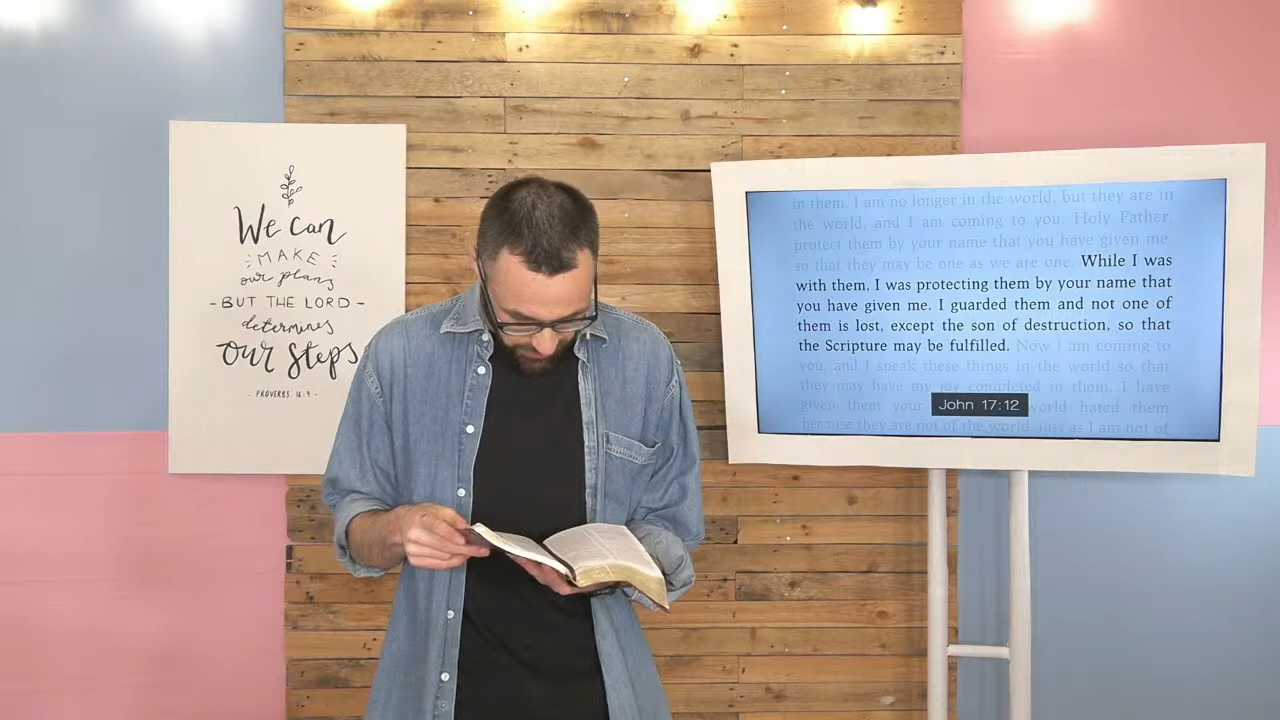 We can
MAKE
our plans
-BUT THE LORD-
determines
our steps
- PROVERBS. 16:9 -
in them. I am no longer in the world, but they are in
the world, and I am coming to you. Holy Father,
protect them by your name that you have given me,
so that they may be one as we are one. While I was
with them, I was protecting them by your name that
you have given me. I guarded them and not one of
them is lost, except the son of destruction, so that
the Scripture may be fulfilled. Now I am coming to
you, and I speak these things in the world so that
they may have my joy completed in them. I have
given them your world hated them
because they are not of the world, just as I am not of
John 17:12